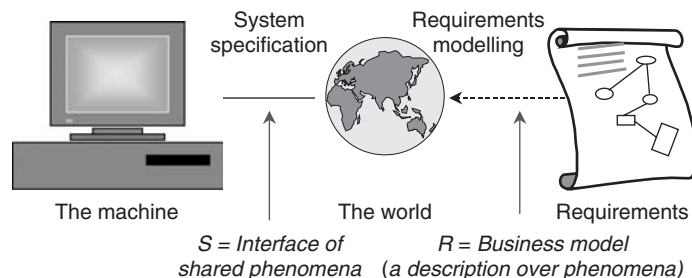 System
specification
Requirements
modelling
The machine
The world
Requirements
S = Interface of
shared phenomena
R = Business model
(a description over phenomena)